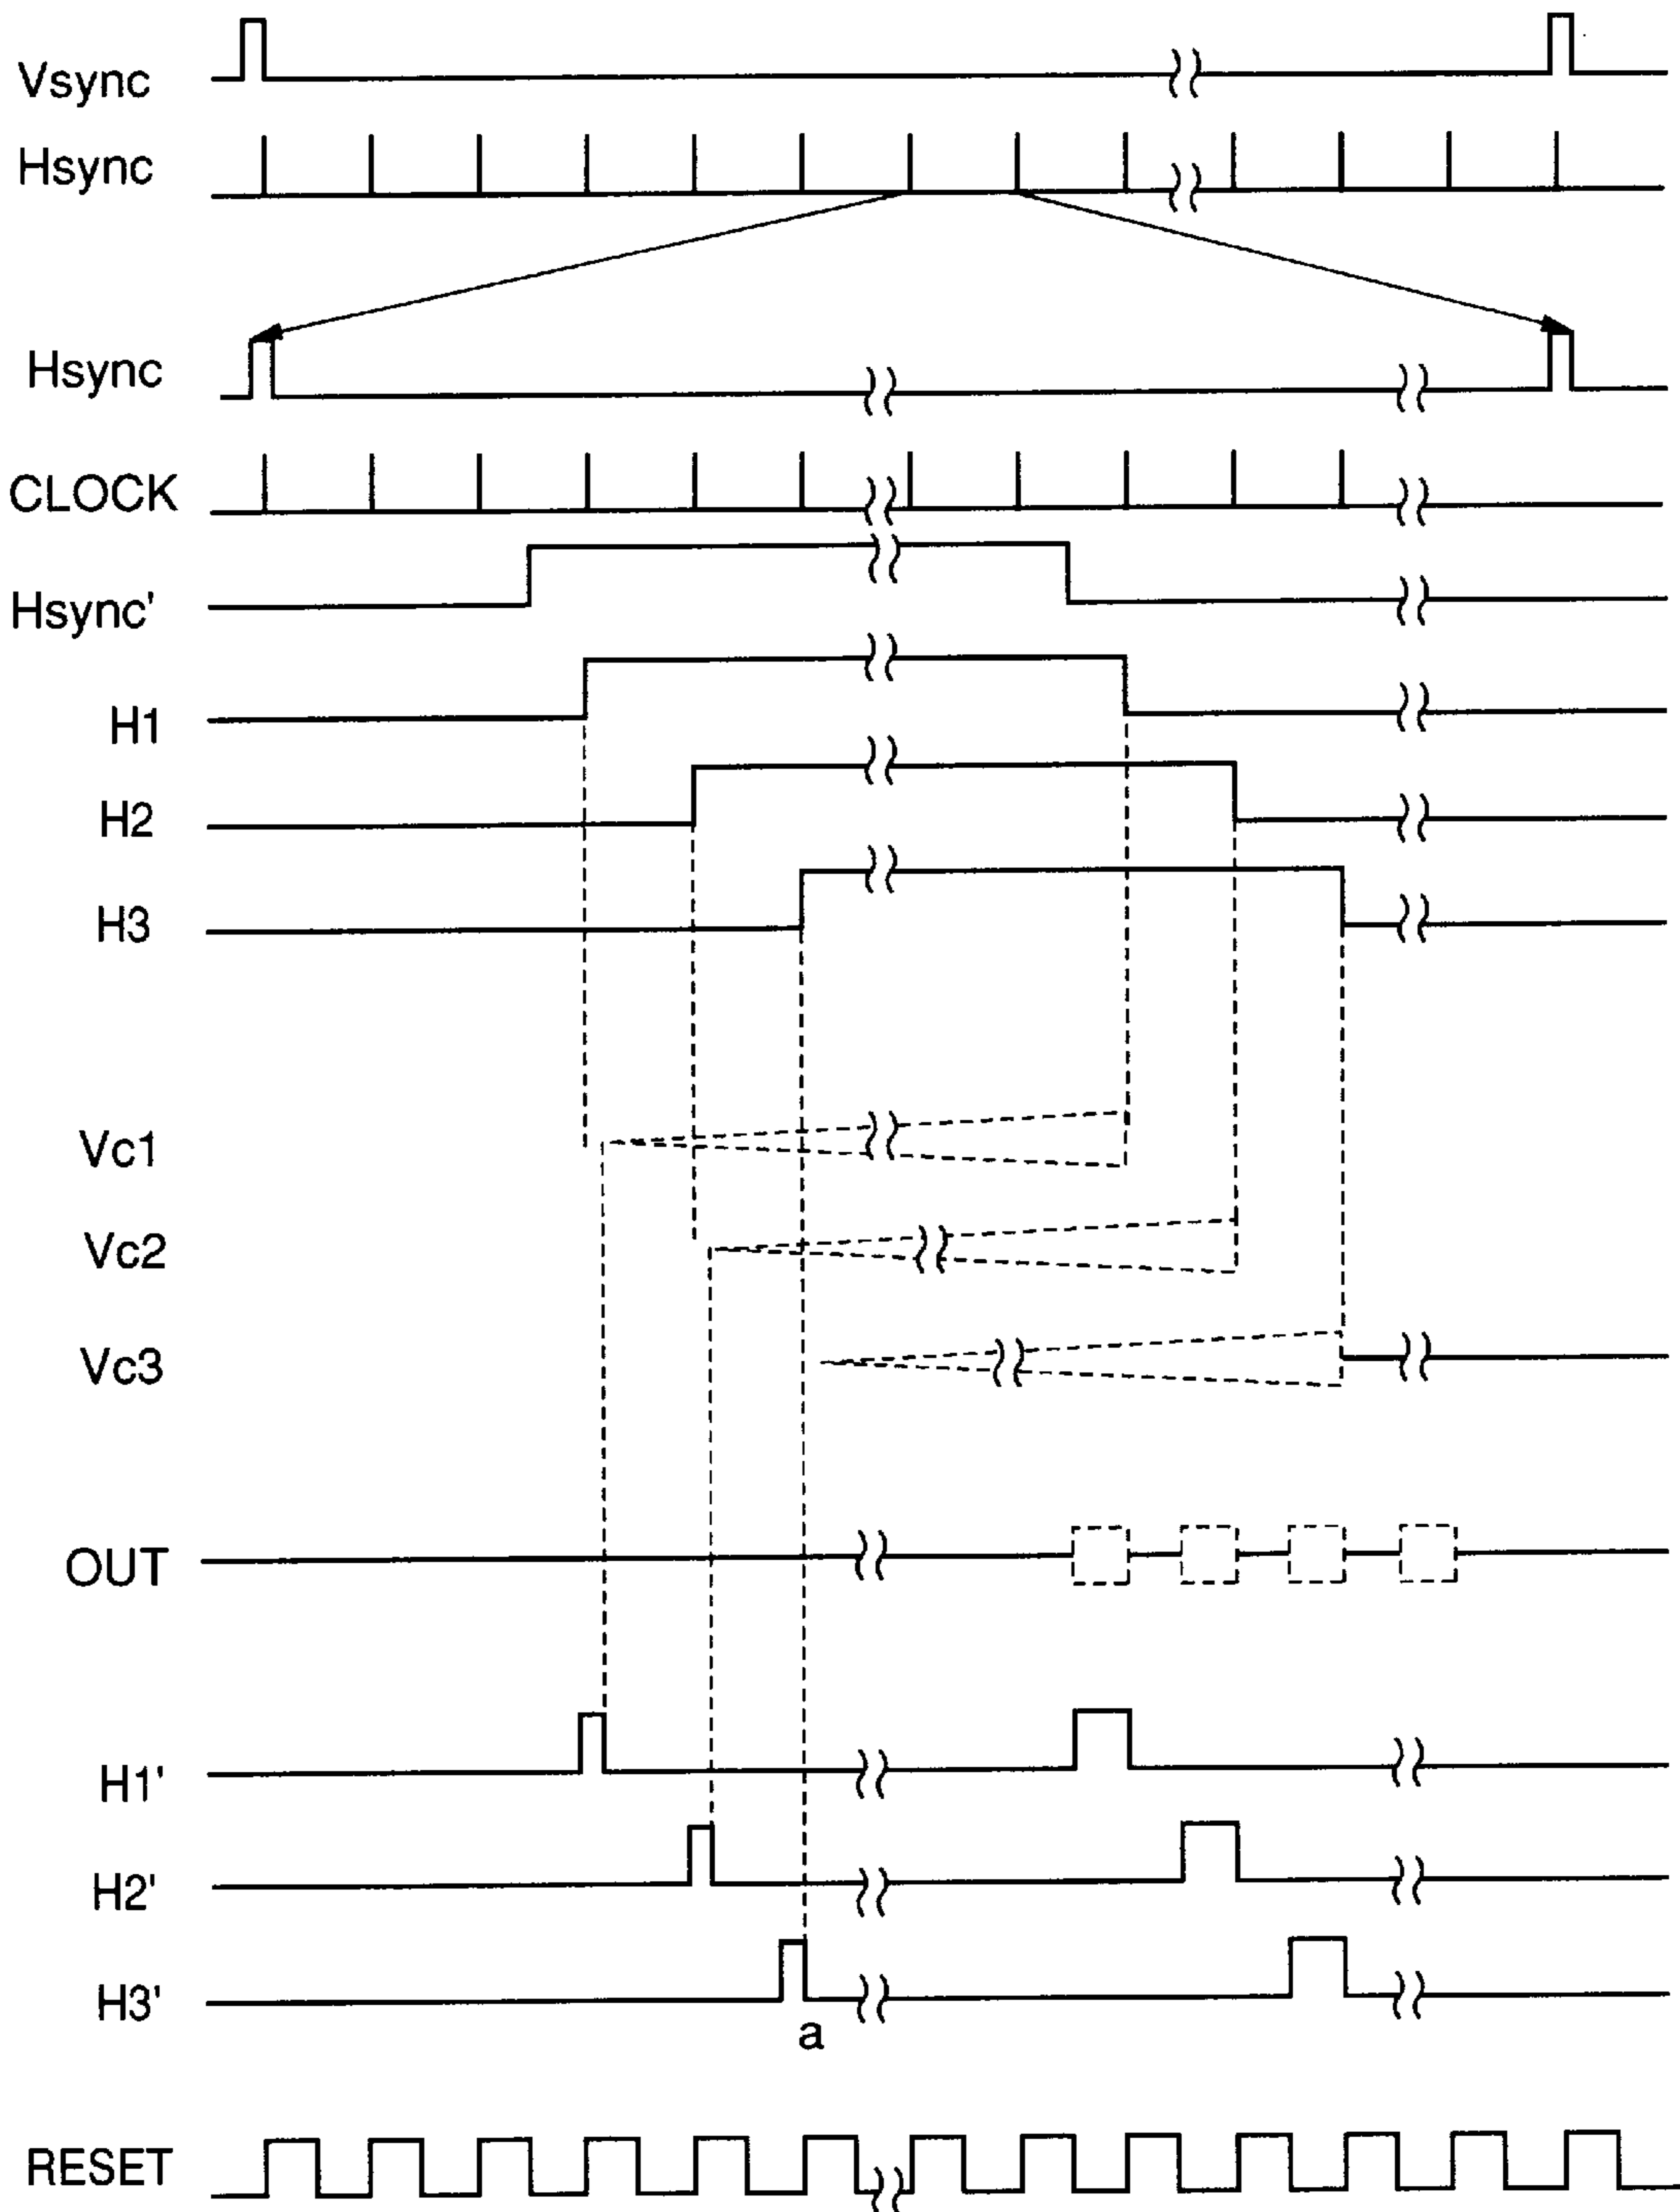 Vsync
Hsync
Hsync
CLOCK
Hsync'
H1
H2
H3
Vc1
Vc2
Vc3
OUT
H1'
H2'
H3'
a
RESET